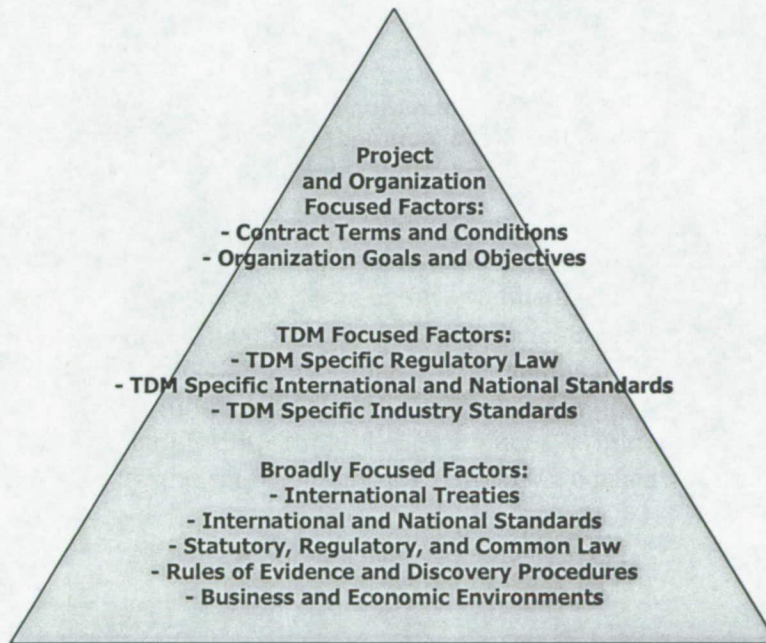 Project
and Organization
Focused Factors:
- Contract Terms and Conditions
- Organization Goals and Objectives
TDM Focused Factors:
- TDM Specific Regulatory Law
- TDM Specific International and National Standards
- TDM Specific Industry Standards
Broadly Focused Factors:
- International Treaties
- International and National Standards
- Statutory, Regulatory, and Common Law
- Rules of Evidence and Discovery Procedures
- Business and Economic Environments